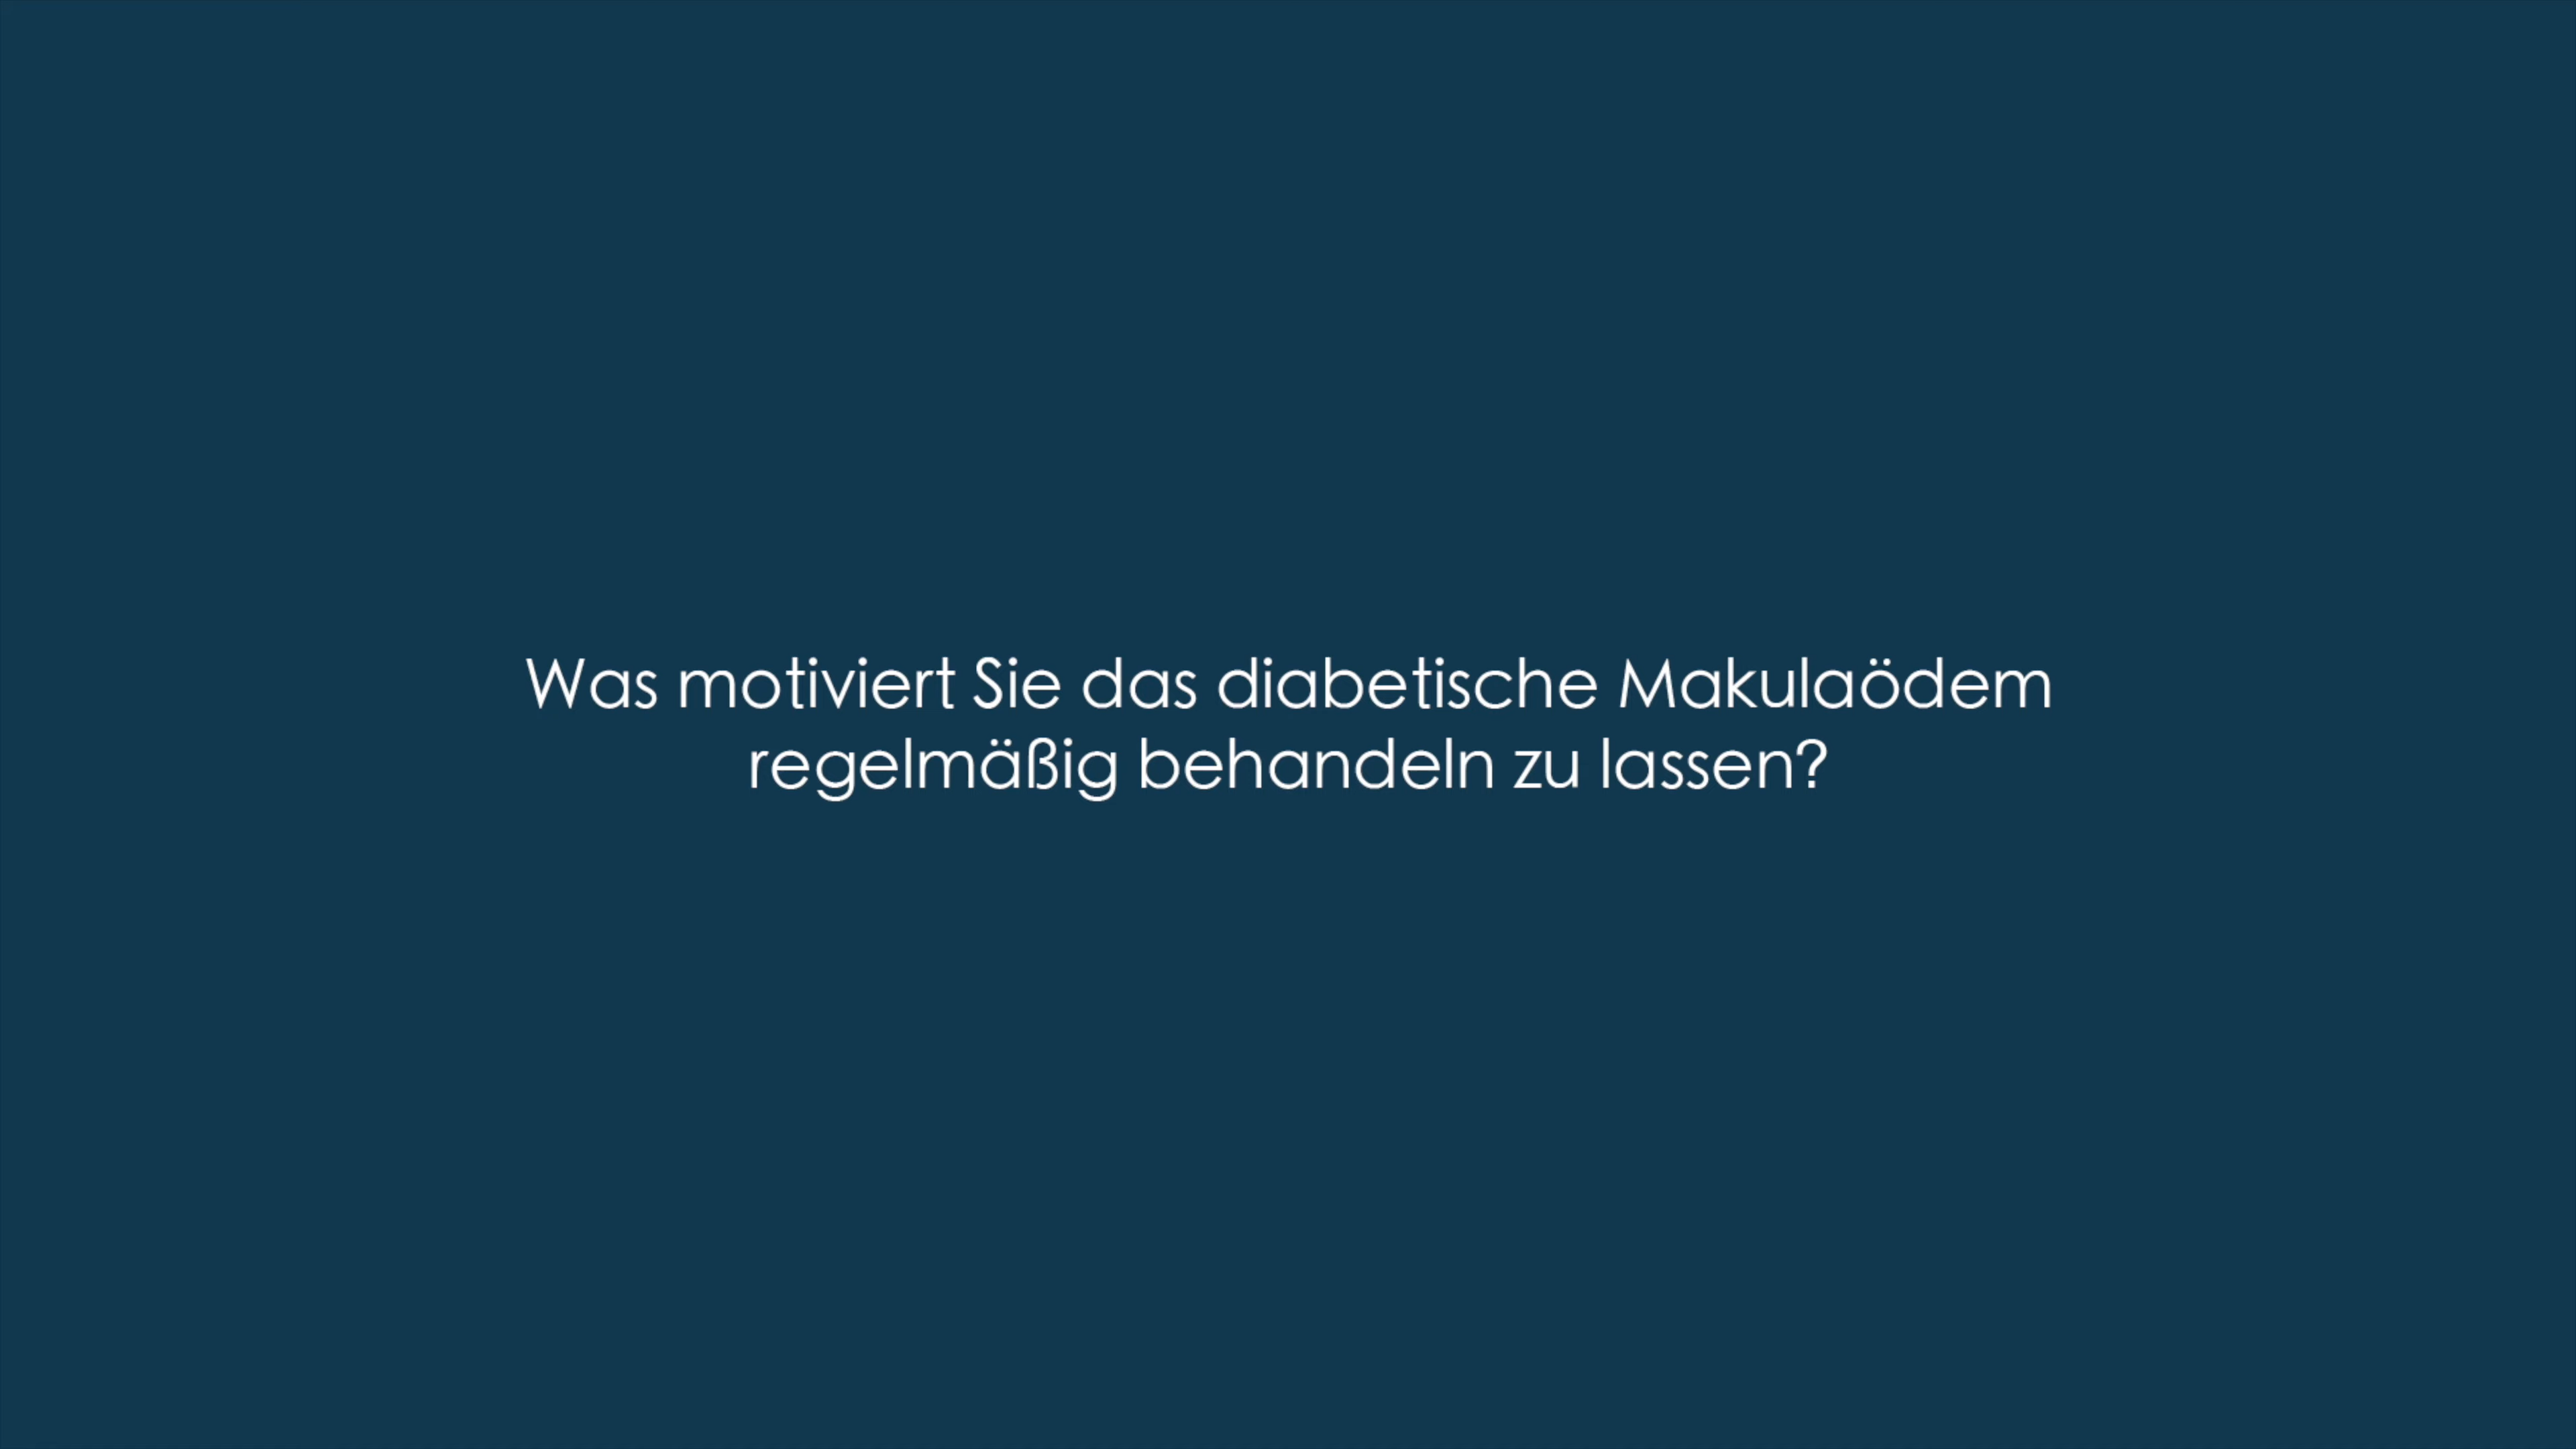 Was motiviert Sie das diabetische Makulaödem
regelmäßig behandeln zu lassen?